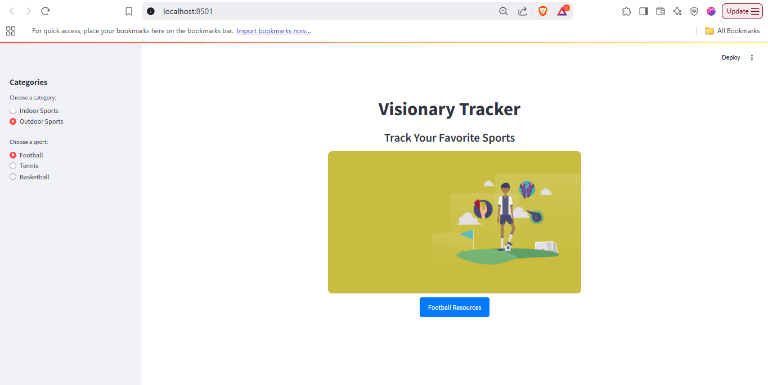 localhost:8501
Update
For quick access, place your bookmarks here on the bookmarks bar. Import bookmarks now...
All Bookmarks
Deploy
Categories
Choose a category:
Indoor Sports
Outdoor Sports
Choose a sport:
Football
Tennis
Basketball
Visionary Tracker
Track Your Favorite Sports
Football Resources